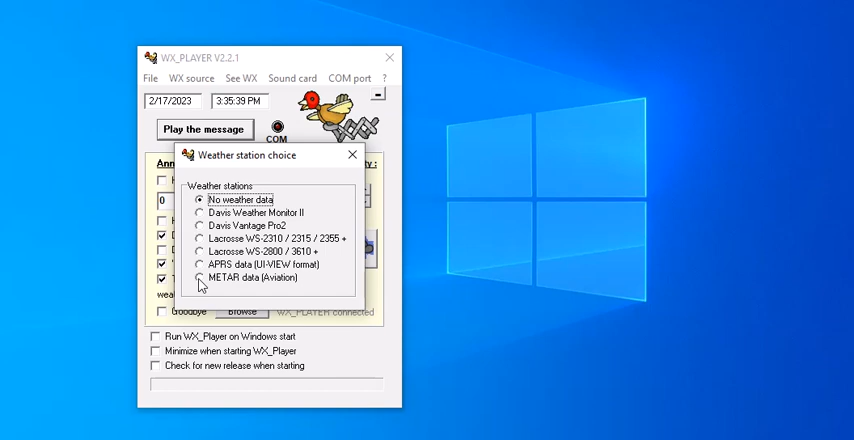 WX_PLAYER V2.2.1
File WX source See WX Sound card COM port ?
2/17/2023 3:35:39 PM
Play the message
COM
Weather station choice
Weather stations
No weather data
Davis Weather Monitor II
Davis Vantage Pro2
Lacrosse WS-2310 / 2315 / 2355 +
Lacrosse WS-2800 / 3610 +
APRS data (UI-VIEW format)
METAR data (Aviation)
0
Goodbye Browse WX_PLAYER connected
Run WX_Player on Windows start
Minimize when starting WX_Player
Check for new release when starting